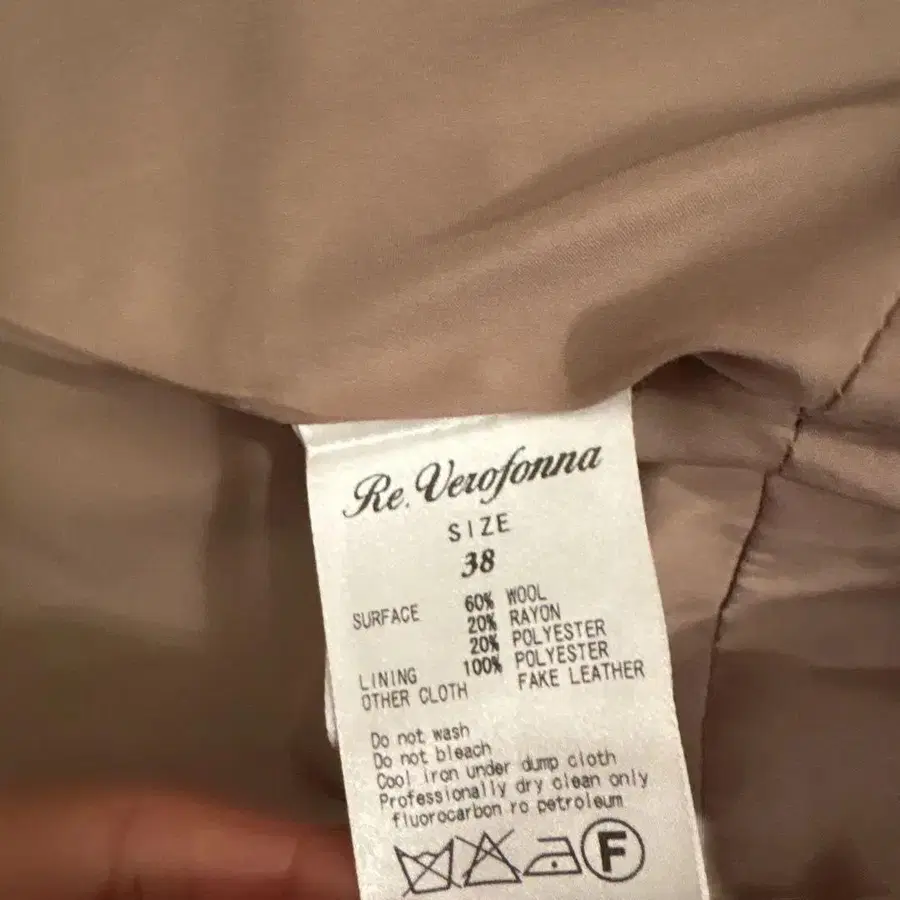 Re. Verofonna
SIZE
38
SURFACE 60% WOOL
20% RAYON
20% POLYESTER
LINING 100% POLYESTER
OTHER CLOTH FAKE LEATHER
Do not wash
Do not bleach
Cool iron under dump cloth
Professionally dry clean only
fluorocarbon ro petroleum
F